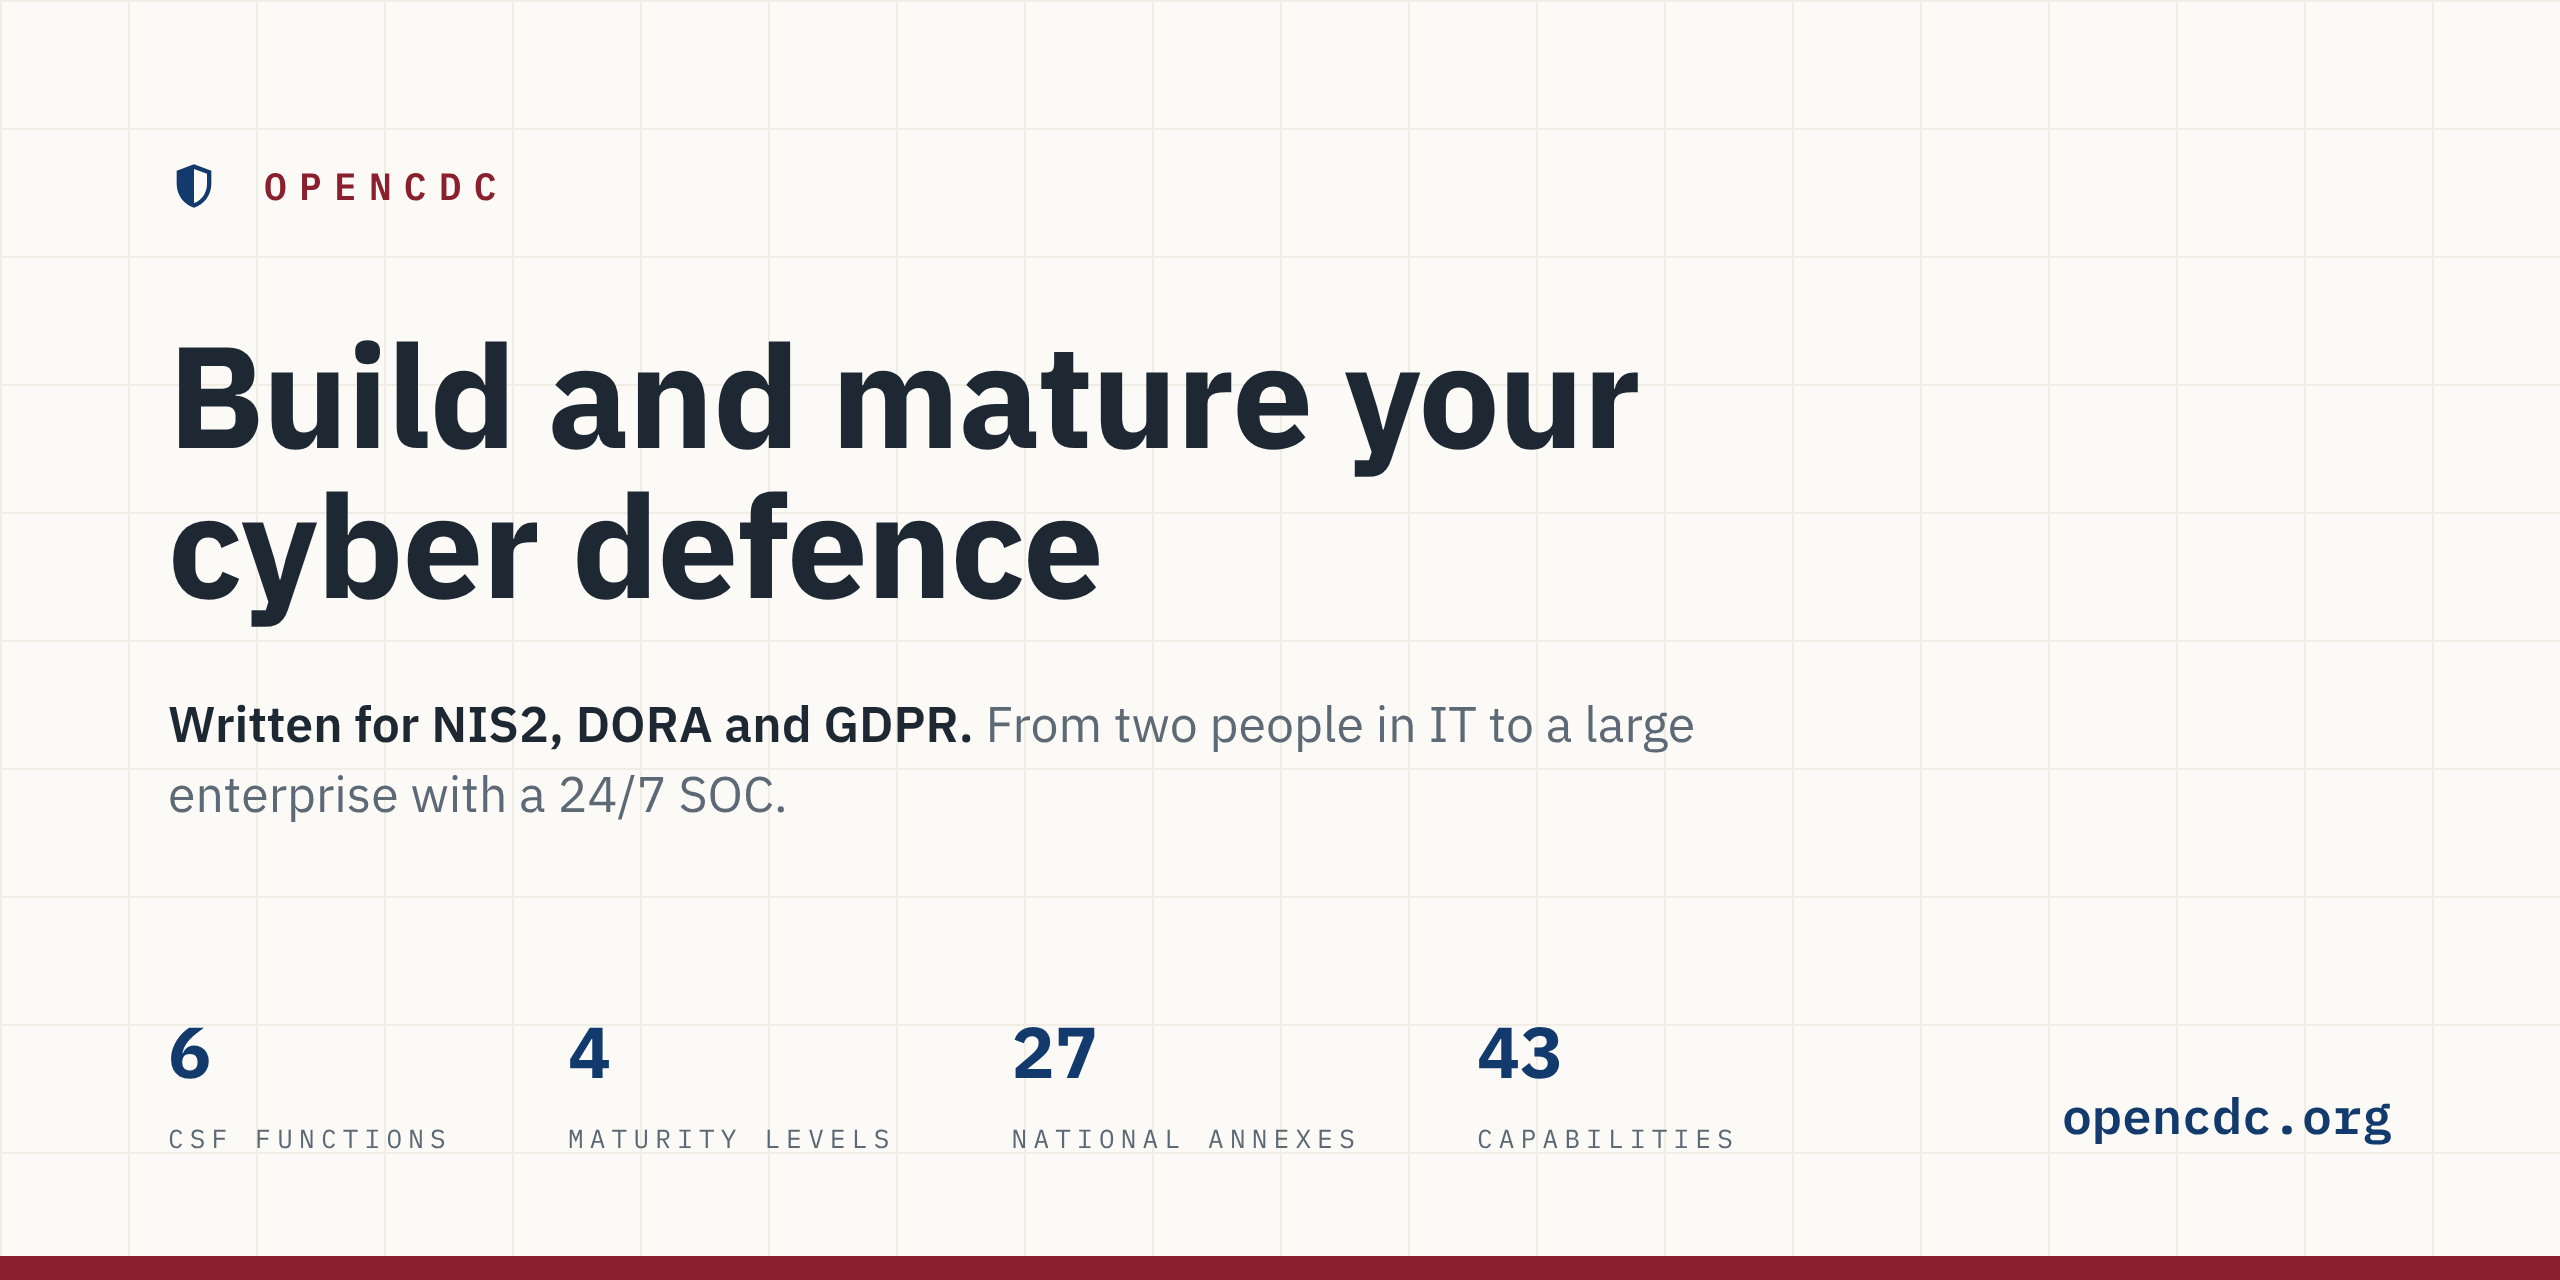 OPENCDC
Build and mature your
cyber defence
Written for NIS2, DORA and GDPR. From two people in IT to a large
enterprise with a 24/7 SOC.
6
CSF FUNCTIONS
4
MATURITY LEVELS
27
NATIONAL ANNEXES
43
CAPABILITIES
opencdc.org